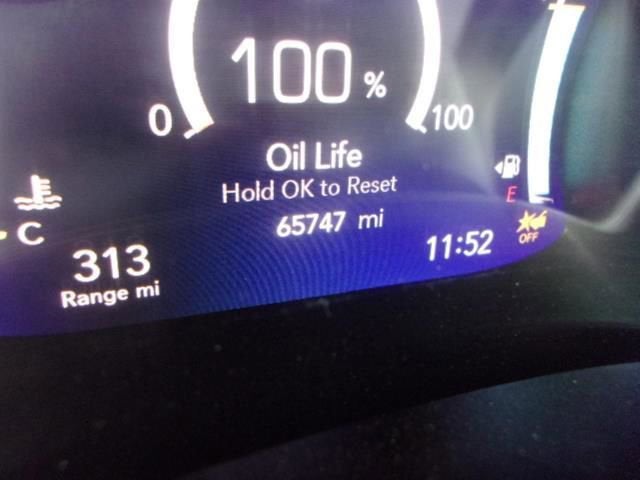 100 %
0 100
Oil Life
Hold OK to Reset
E
65747 mi
C
11:52
OFF
313
Range mi